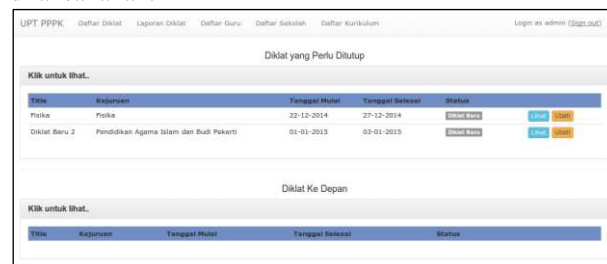 UPT PPPK Daftar Diklat Laporan Diklat Daftar Guru Daftar Sekolah Daftar Kurikulum Login as admin (Sign out)
Diklat yang Perlu Ditutup
Klik untuk lihat..
Title Kejuruan Tanggal Mulai Tanggal Selesai Status
Fisika Fisika 22-12-2014 27-12-2014 Diklat Baru Lihat Ubah
Diklat Baru 2 Pendidikan Agama Islam dan Budi Pekerti 01-01-2015 03-01-2015 Diklat Baru Lihat Ubah
Diklat Ke Depan
Klik untuk lihat..
Title Kejuruan Tanggal Mulai Tanggal Selesai Status